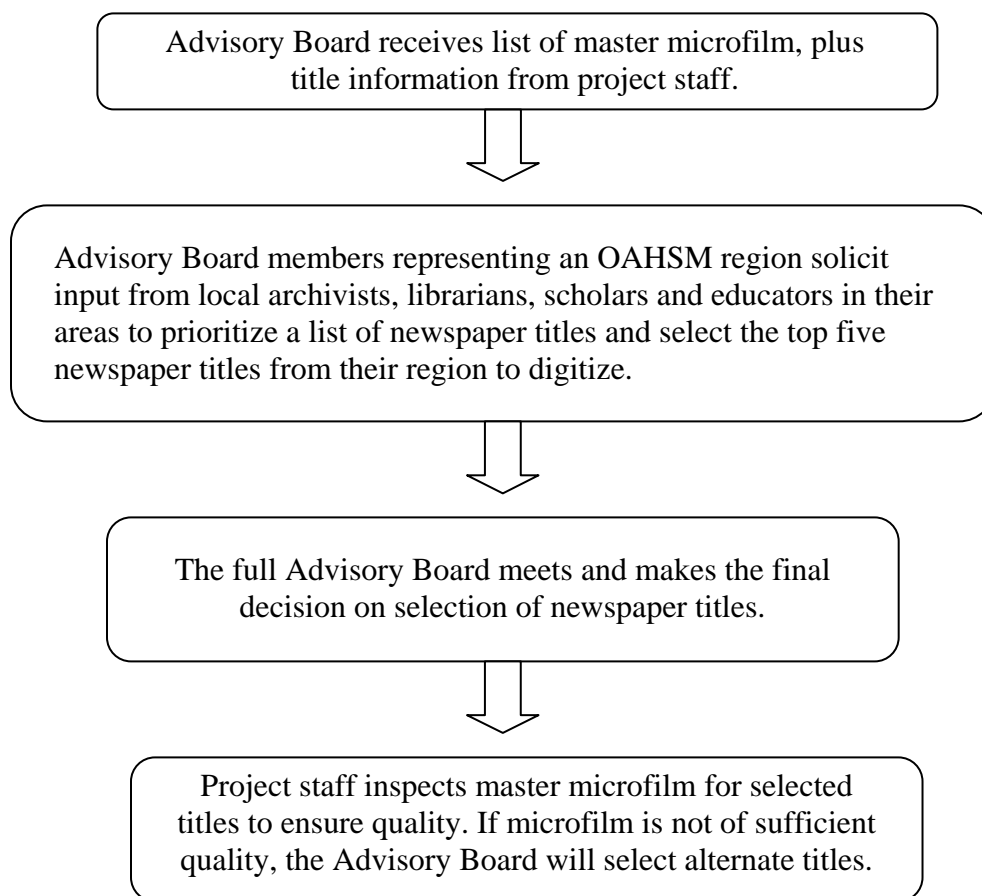 Advisory Board receives list of master microfilm, plus
title information from project staff.
Advisory Board members representing an OAHSM region solicit
input from local archivists, librarians, scholars and educators in their
areas to prioritize a list of newspaper titles and select the top five
newspaper titles from their region to digitize.
The full Advisory Board meets and makes the final
decision on selection of newspaper titles.
Project staff inspects master microfilm for selected
titles to ensure quality. If microfilm is not of sufficient
quality, the Advisory Board will select alternate titles.